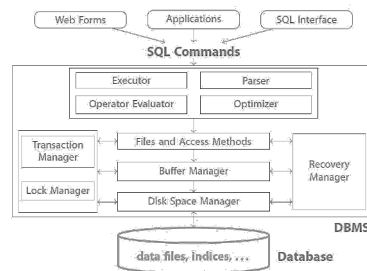 Web Forms
Applications
SQL Interface
SQL Commands
Executor
Parser
Operator Evaluator
Optimizer
Transaction
Manager
Lock Manager
Files and Access Methods
Buffer Manager
Disk Space Manager
Recovery
Manager
DBMS
data files, indices, ...
Database